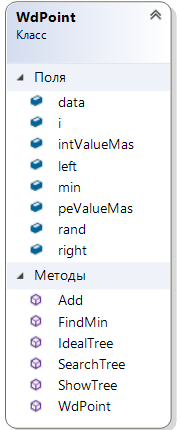 WdPoint
Класс
Поля
data
i
intValueMas
left
min
peValueMas
rand
right
Методы
Add
FindMin
IdealTree
SearchTree
ShowTree
WdPoint